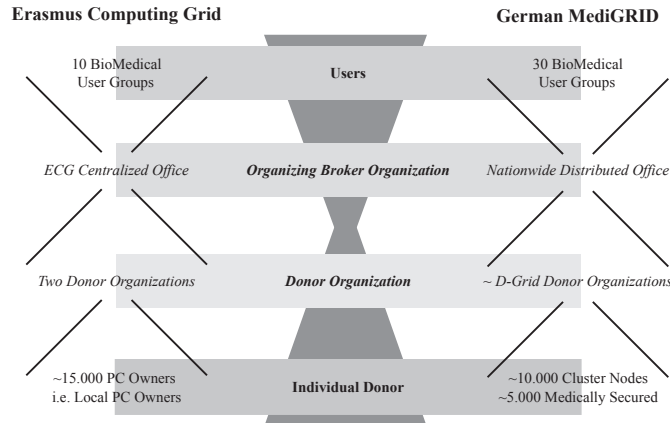 Erasmus Computing Grid
German MediGRID
10 BioMedical
User Groups
Users
30 BioMedical
User Groups
ECG Centralized Office
Organizing Broker Organization
Nationwide Distributed Office
Two Donor Organizations
Donor Organization
~ D-Grid Donor Organizations
~15.000 PC Owners
i.e. Local PC Owners
Individual Donor
~10.000 Cluster Nodes
~5.000 Medically Secured